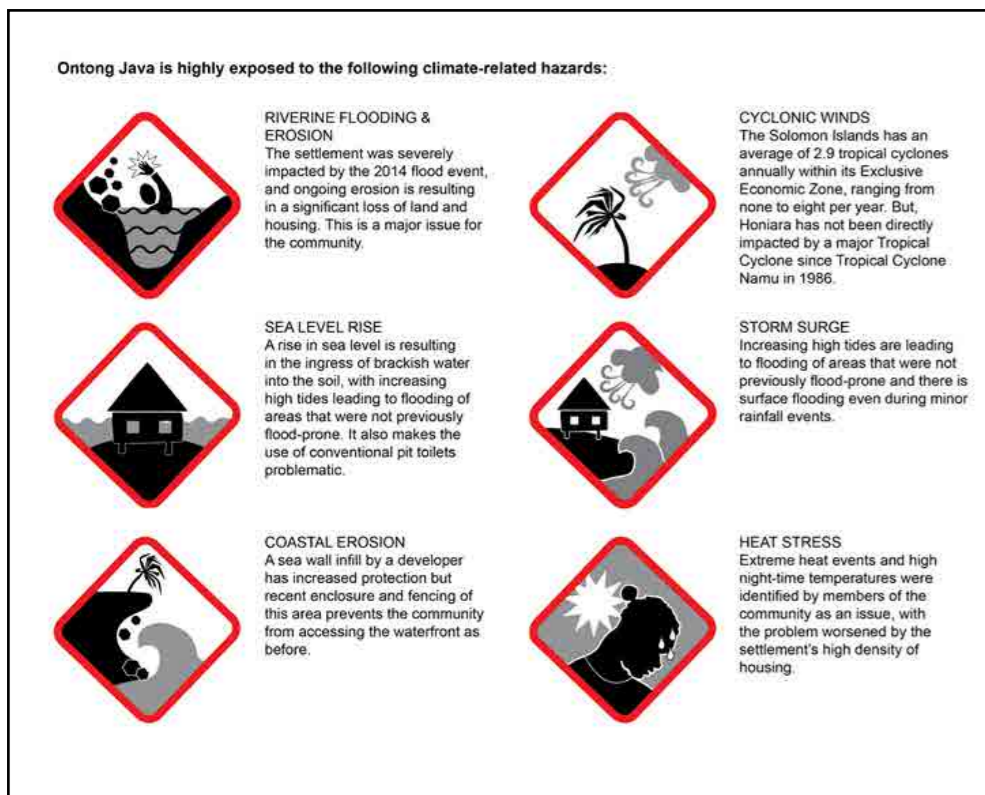 Ontong Java is highly exposed to the following climate-related hazards:
RIVERINE FLOODING &
EROSION
The settlement was severely
impacted by the 2014 flood event,
and ongoing erosion is resulting
in a significant loss of land and
housing. This is a major issue for
the community.
CYCLONIC WINDS
The Solomon Islands has an
average of 2.9 tropical cyclones
annually within its Exclusive
Economic Zone, ranging from
none to eight per year. But,
Honiara has not been directly
impacted by a major Tropical
Cyclone since Tropical Cyclone
Namu in 1986.
SEA LEVEL RISE
A rise in sea level is resulting
in the ingress of brackish water
into the soil, with increasing
high tides leading to flooding of
areas that were not previously
flood-prone. It also makes the
use of conventional pit toilets
problematic.
STORM SURGE
Increasing high tides are leading
to flooding of areas that were not
previously flood-prone and there is
surface flooding even during minor
rainfall events.
COASTAL EROSION
A sea wall infill by a developer
has increased protection but
recent enclosure and fencing of
this area prevents the community
from accessing the waterfront as
before.
HEAT STRESS
Extreme heat events and high
night-time temperatures were
identified by members of the
community as an issue, with
the problem worsened by the
settlement's high density of
housing.